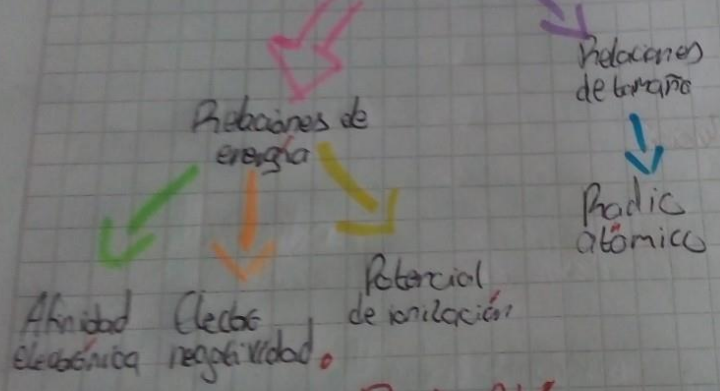 Relaciones
de tamaño
Relaciones de
energía
Radio
atómico
Potencial
de ionización
Afinidad
electrónica
Electro
negatividad.